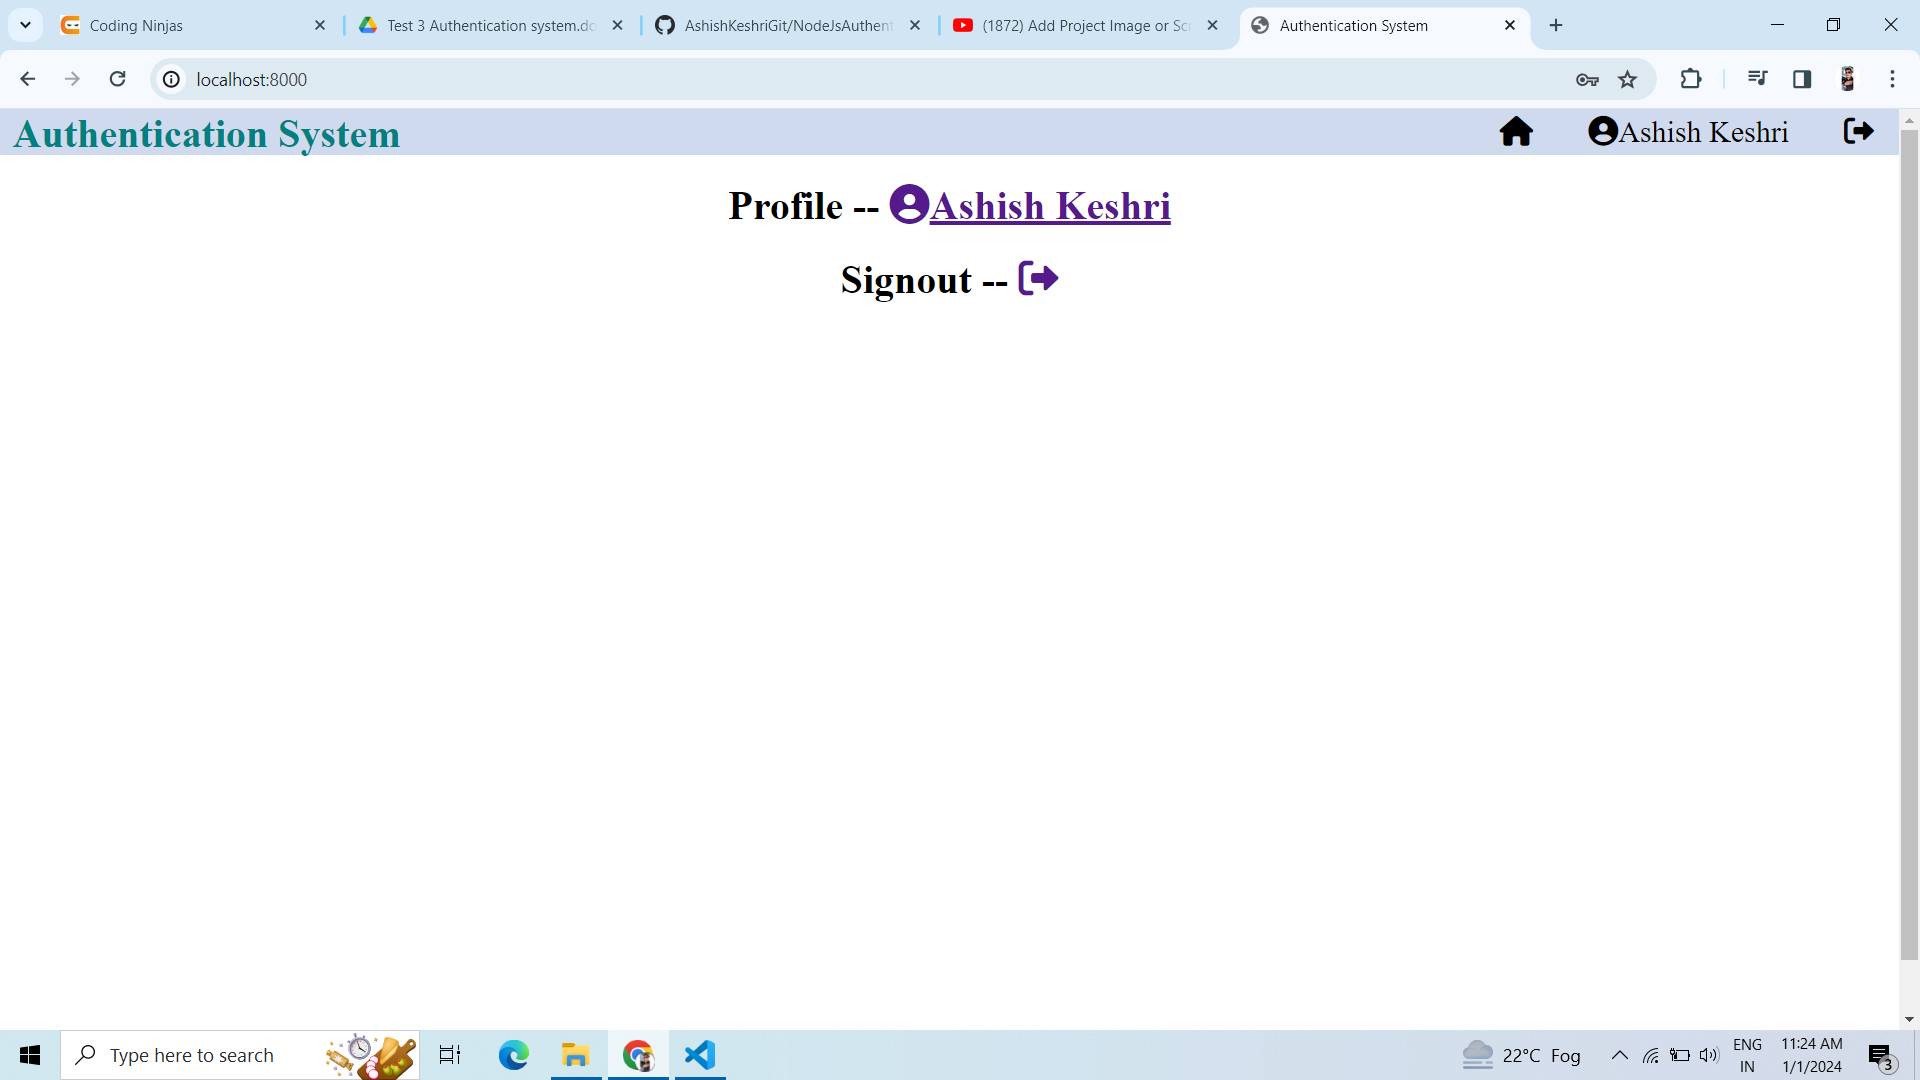 Coding Ninjas
Test 3 Authentication system.do
AshishKeshriGit/NodeJsAuthent
(1872) Add Project Image or Scr
Authentication System
localhost:8000
Authentication System
Ashish Keshri
Profile -- Ashish Keshri
Signout --
Type here to search
22°C Fog
ENG
IN
11:24 AM
1/1/2024
3